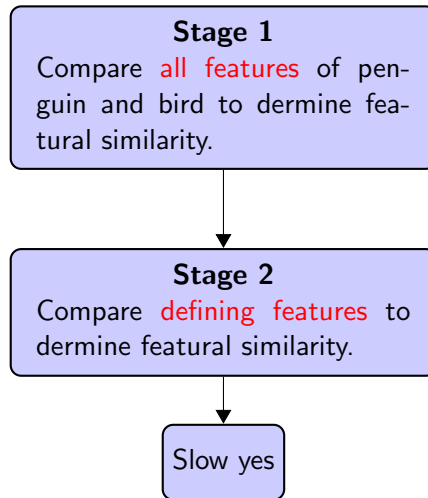 Stage 1
Compare all features of pen-
guin and bird to dermine fea-
tural similarity.
Stage 2
Compare defining features to
dermine featural similarity.
Slow yes